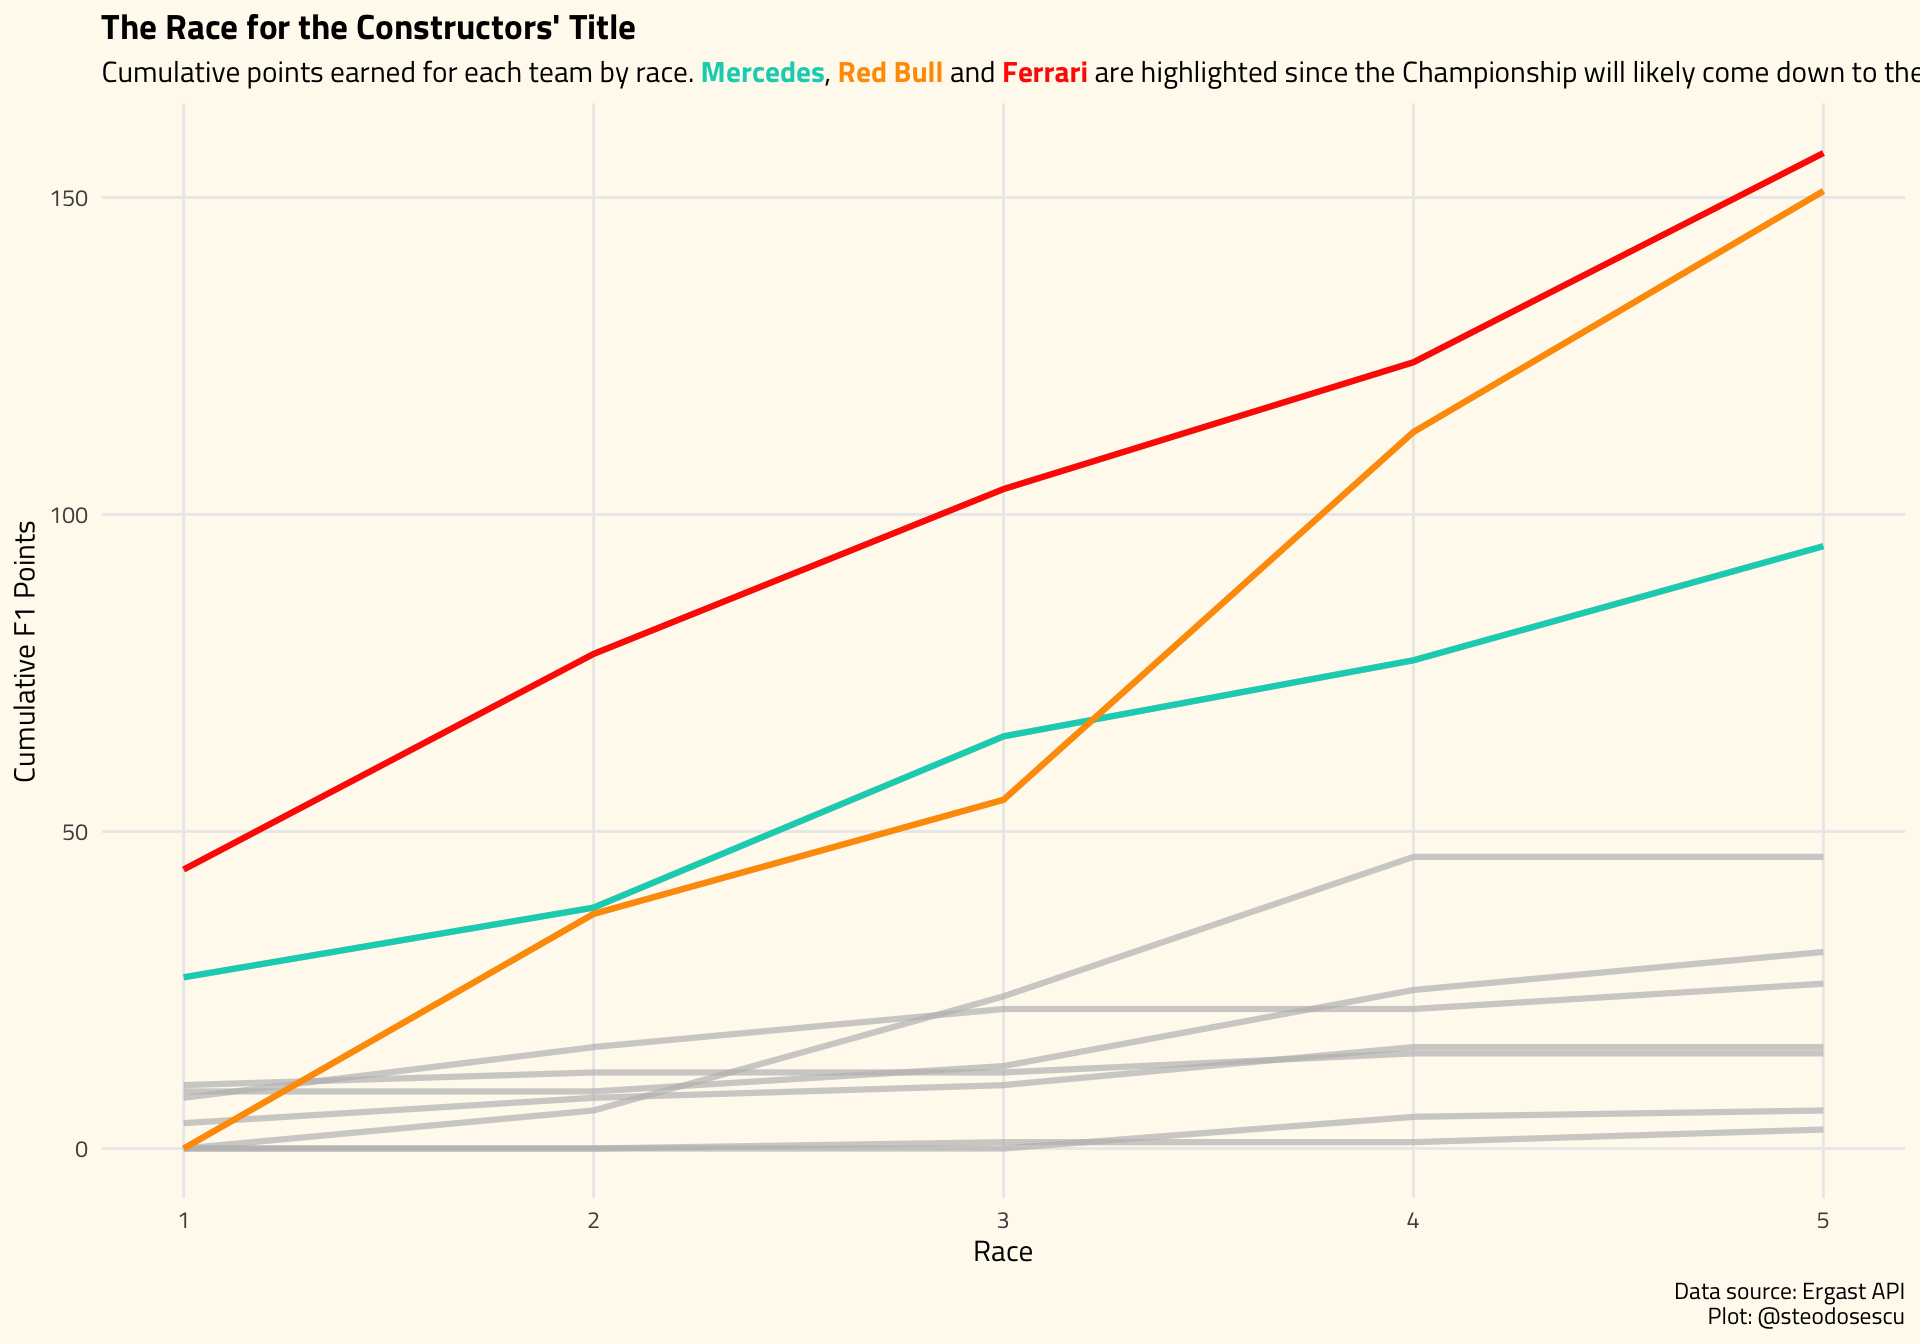 The Race for the Constructors' Title
Cumulative points earned for each team by race. Mercedes, Red Bull and Ferrari are highlighted since the Championship will likely come down to the
150
100
50
0
Cumulative F1 Points
1 2 3 4 5
Race
Data source: Ergast API
Plot: @steodosescu